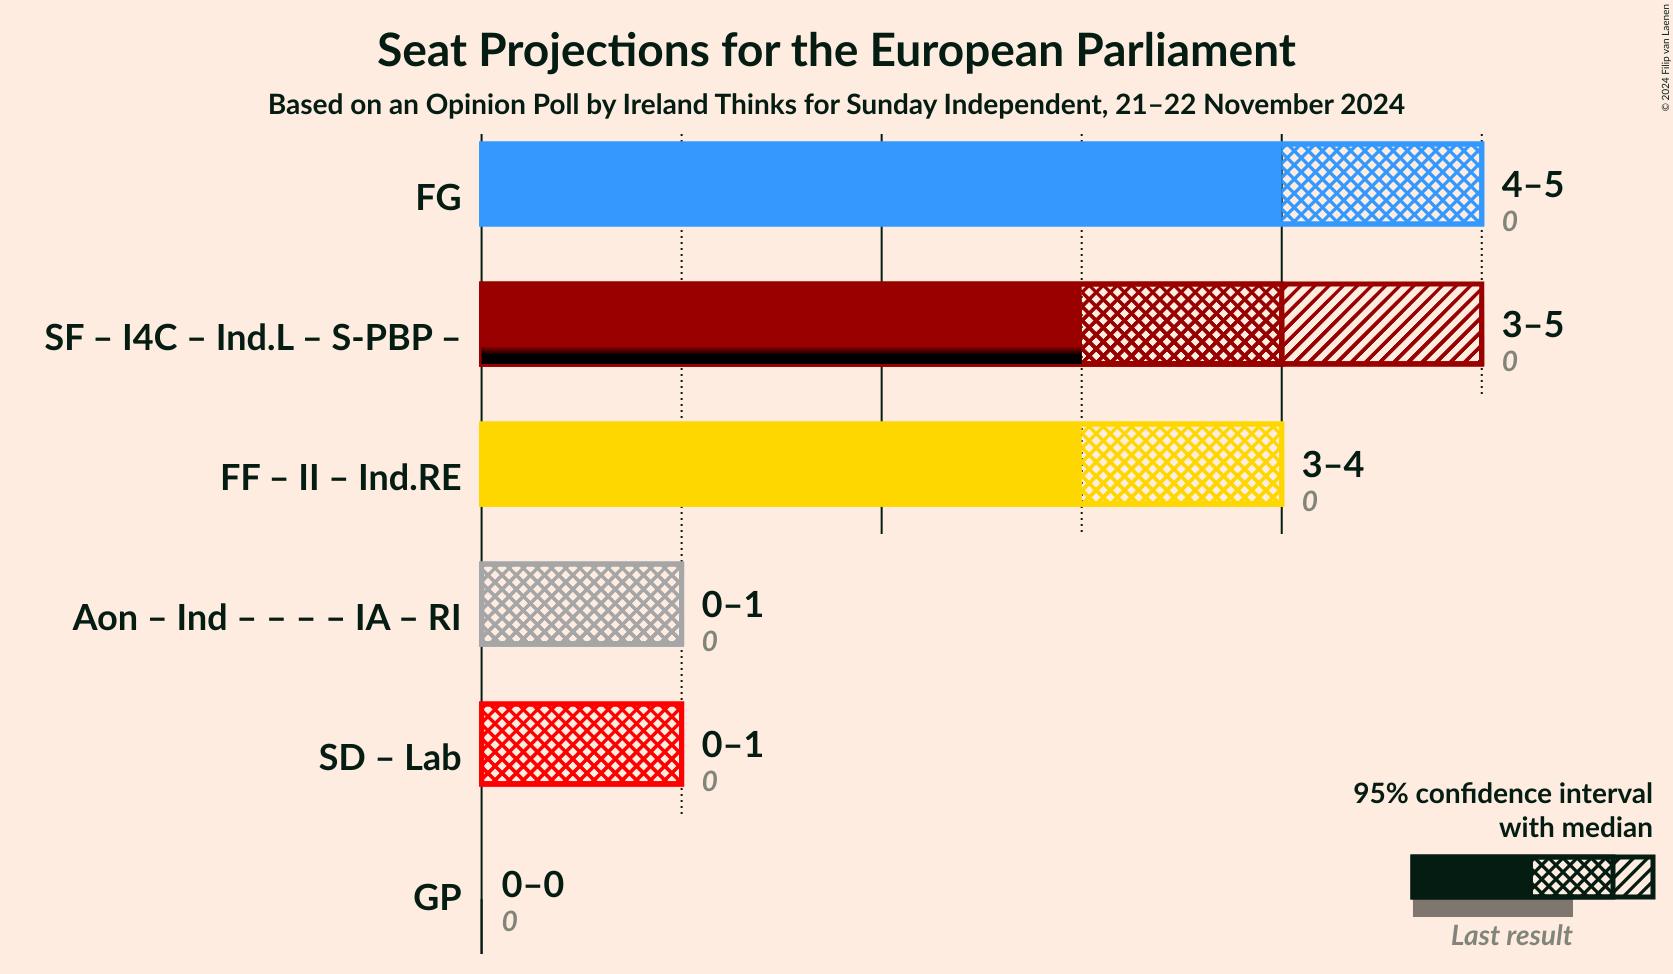 Seat Projections for the European Parliament
Based on an Opinion Poll by Ireland Thinks for Sunday Independent, 21–22 November 2024
© 2024 Filip van Laenen
FG
4–5
0
SF – I4C – Ind.L – S-PBP –
3–5
0
FF – II – Ind.RE
3–4
0
Aon – Ind – – – – IA – RI
0–1
0
SD – Lab
0–1
0
GP
0–0
0
95% confidence interval
with median
Last result